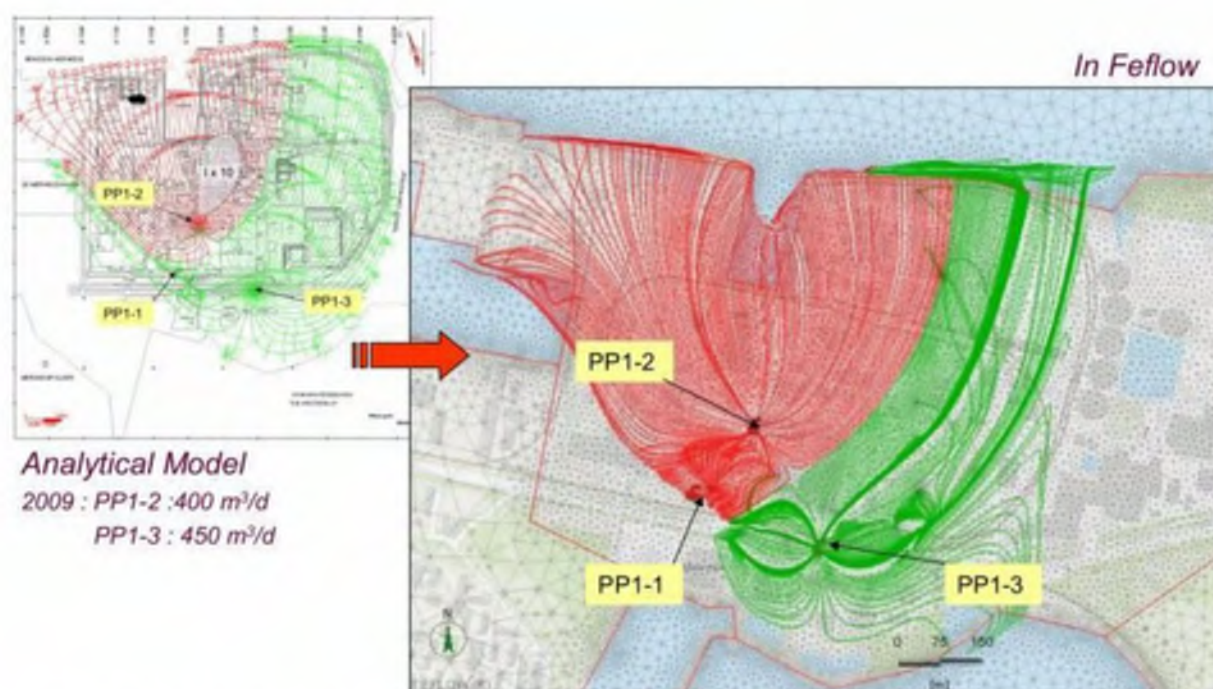 In Feflow
PP1-2
I x 10
PP1-1
PP1-3
Analytical Model
2009 : PP1-2 :400 m³/d
PP1-3 : 450 m³/d
PP1-2
PP1-1
PP1-3
N
0 75 150
[m]